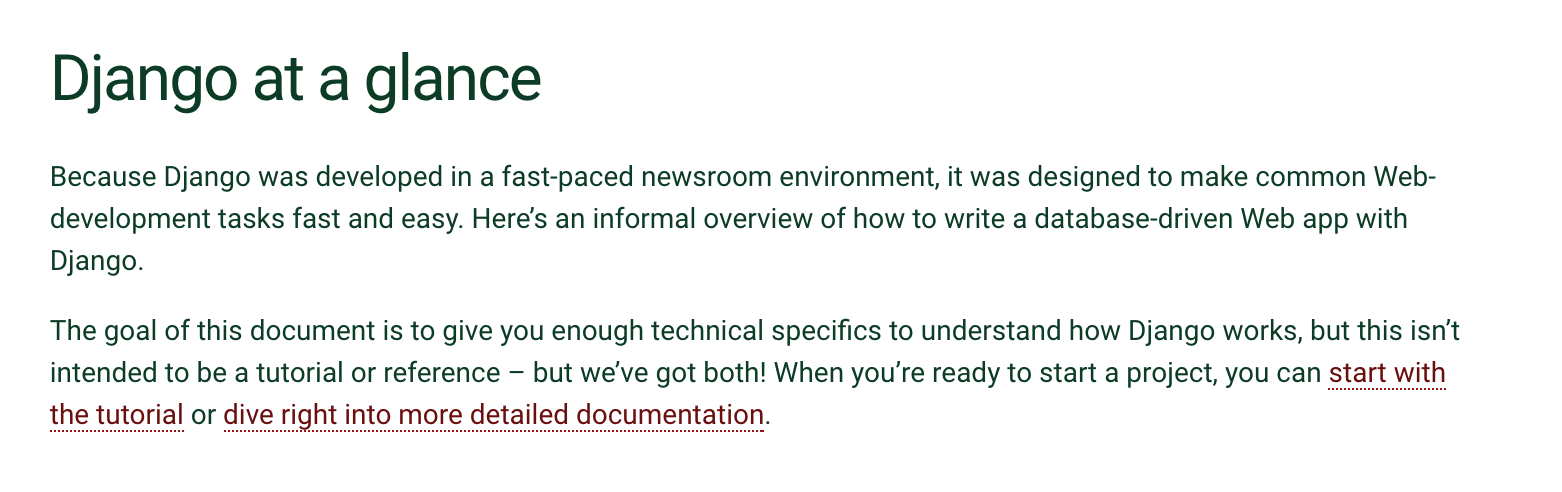 Django at a glance
Because Django was developed in a fast-paced newsroom environment, it was designed to make common Web-
development tasks fast and easy. Here’s an informal overview of how to write a database-driven Web app with
Django.
The goal of this document is to give you enough technical specifics to understand how Django works, but this isn’t
intended to be a tutorial or reference – but we’ve got both! When you’re ready to start a project, you can start with
the tutorial or dive right into more detailed documentation.